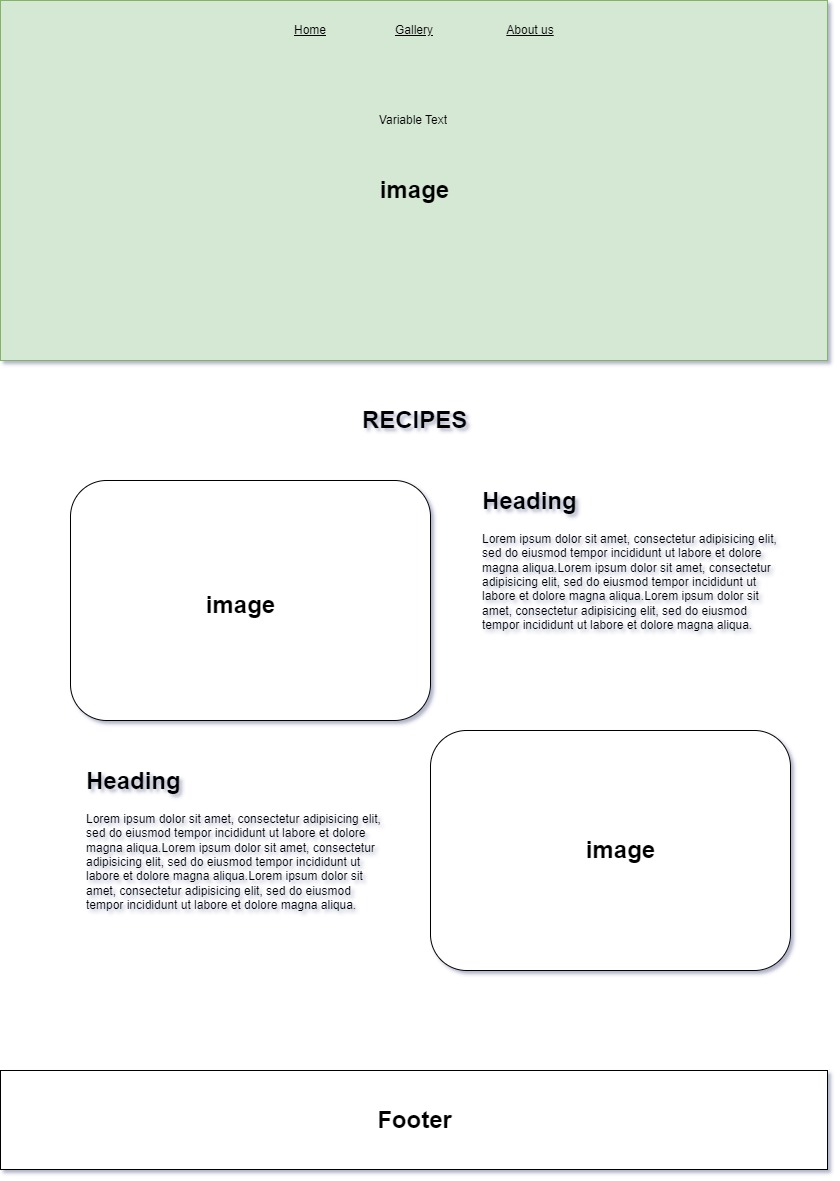 Home Gallery About us
Variable Text
image
RECIPES
image
Heading
Lorem ipsum dolor sit amet, consectetur adipisicing elit,
sed do eiusmod tempor incididunt ut labore et dolore
magna aliqua.Lorem ipsum dolor sit amet, consectetur
adipisicing elit, sed do eiusmod tempor incididunt ut
labore et dolore magna aliqua.Lorem ipsum dolor sit
amet, consectetur adipisicing elit, sed do eiusmod
tempor incididunt ut labore et dolore magna aliqua.
Heading
Lorem ipsum dolor sit amet, consectetur adipisicing elit,
sed do eiusmod tempor incididunt ut labore et dolore
magna aliqua.Lorem ipsum dolor sit amet, consectetur
adipisicing elit, sed do eiusmod tempor incididunt ut
labore et dolore magna aliqua.Lorem ipsum dolor sit
amet, consectetur adipisicing elit, sed do eiusmod
tempor incididunt ut labore et dolore magna aliqua.
image
Footer